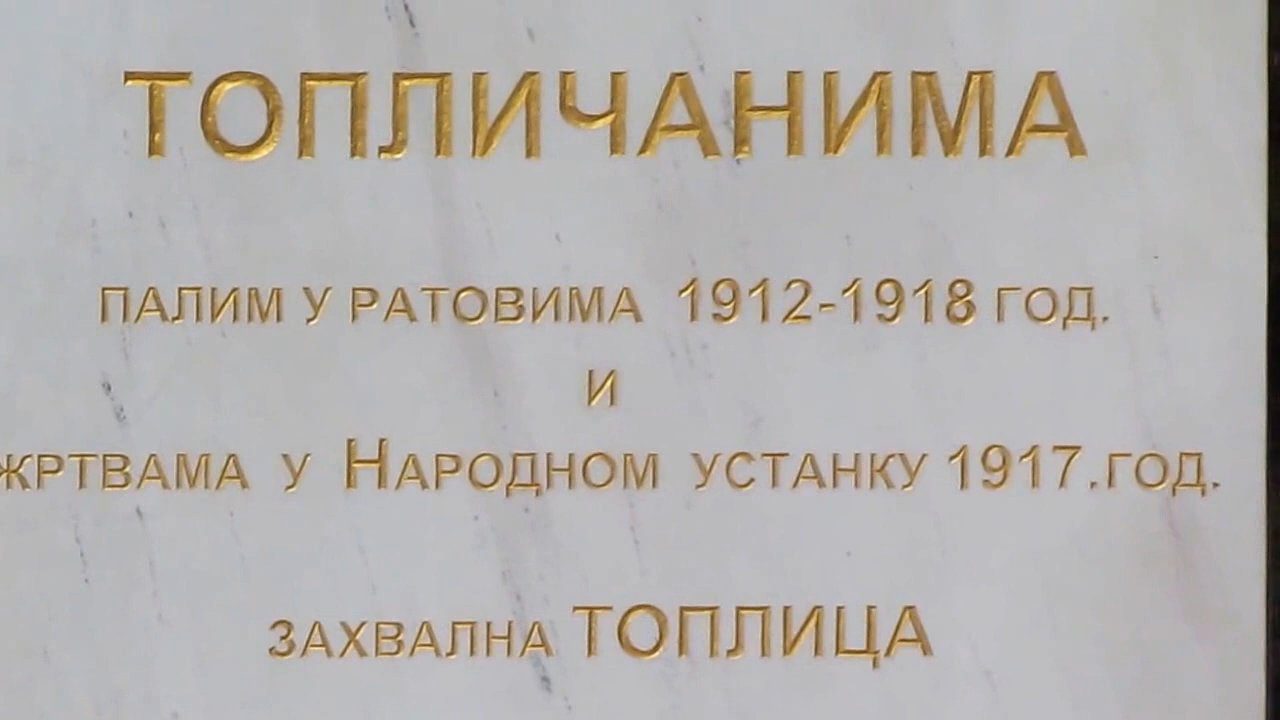 ТОПЛИЧАНИМА
ПАЛИМ У РАТОВИМА 1912-1918 ГОД.
И
ЖРТВАМА У НАРОДНОМ УСТАНКУ 1917.ГОД.
ЗАХВАЛНА ТОПЛИЦА